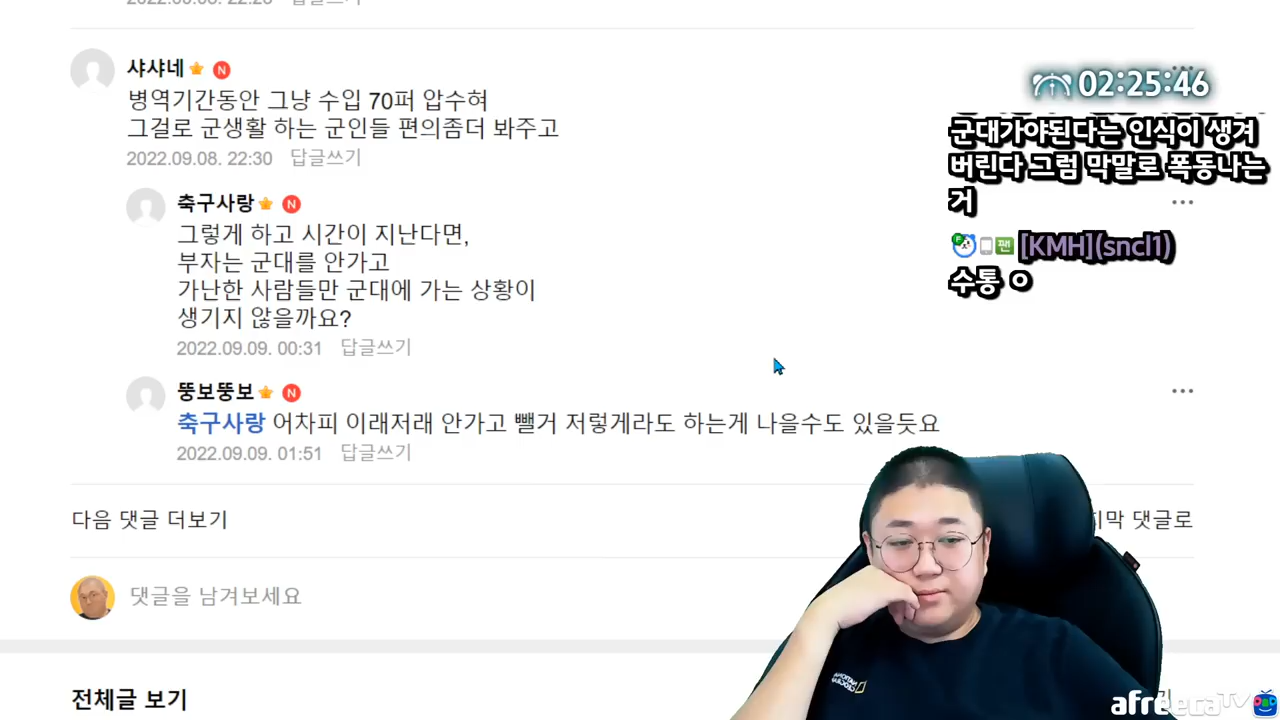 샤샤네
병역기간동안 그냥 수입 70퍼 압수혀
그걸로 군생활 하는 군인들 편의좀더 봐주고
2022.09.08. 22:30 답글쓰기
축구사랑
그렇게 하고 시간이 지난다면,
부자는 군대를 안가고
가난한 사람들만 군대에 가는 상황이
생기지 않을까요?
2022.09.09. 00:31 답글쓰기
뚱보뚱보
축구사랑 어차피 이래저래 안가고 뺄거 저렇게라도 하는게 나을수도 있을듯요
2022.09.09. 01:51 답글쓰기
다음 댓글 더보기
막 댓글로
댓글을 남겨보세요
전체글 보기
02:25:46
군대가야된다는 인식이 생겨
버린다 그럼 막말로 폭동나는
거
팬 [KMH](sncl1)
수통 ㅇ
NATIONAL
GEOGRAPHIC
afreecaTV